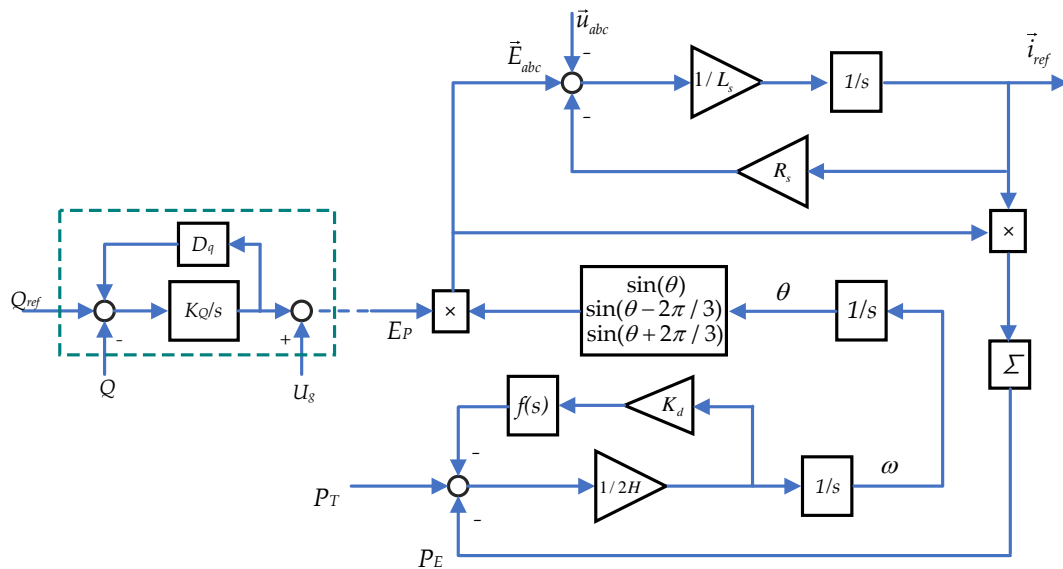 u⃗abc
E⃗abc
i⃗ref
-
1/Ls
1/s
-
Rs
×
Dq
Qref
KQ/s
-
+
Q
Ug
EP
×
sin(θ)
sin(θ−2π/3)
sin(θ+2π/3)
θ
1/s
Σ
f(s)
Kd
-
PT
1/2H
1/s
ω
-
PE